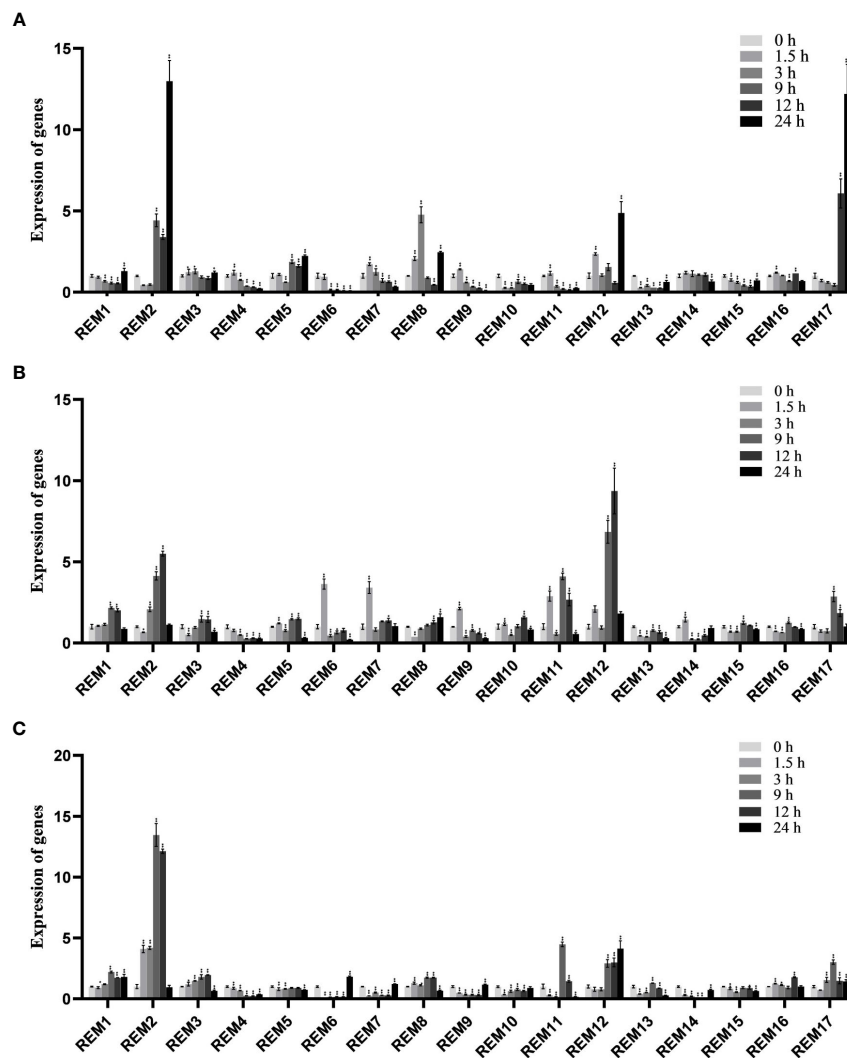 A
Expression of genes
15
10
5
0
0 h
1.5 h
3 h
9 h
12 h
24 h
REM1 REM2 REM3 REM4 REM5 REM6 REM7 REM8 REM9 REM10 REM11 REM12 REM13 REM14 REM15 REM16 REM17
B
Expression of genes
15
10
5
0
0 h
1.5 h
3 h
9 h
12 h
24 h
REM1 REM2 REM3 REM4 REM5 REM6 REM7 REM8 REM9 REM10 REM11 REM12 REM13 REM14 REM15 REM16 REM17
C
Expression of genes
20
15
10
5
0
0 h
1.5 h
3 h
9 h
12 h
24 h
REM1 REM2 REM3 REM4 REM5 REM6 REM7 REM8 REM9 REM10 REM11 REM12 REM13 REM14 REM15 REM16 REM17